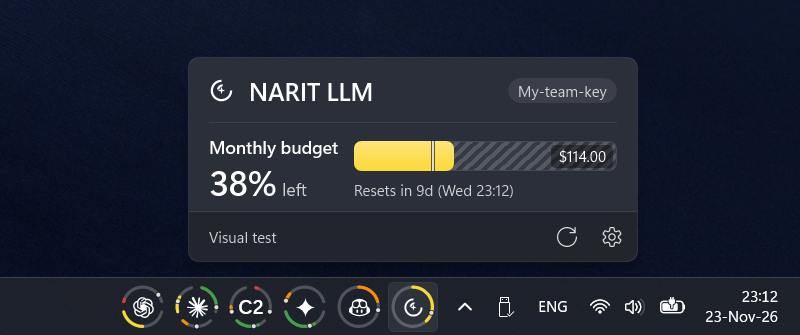 NARIT LLM
My-team-key
Monthly budget
$114.00
38% left
Resets in 9d (Wed 23:12)
Visual test
C2
ENG
23:12
23-Nov-26